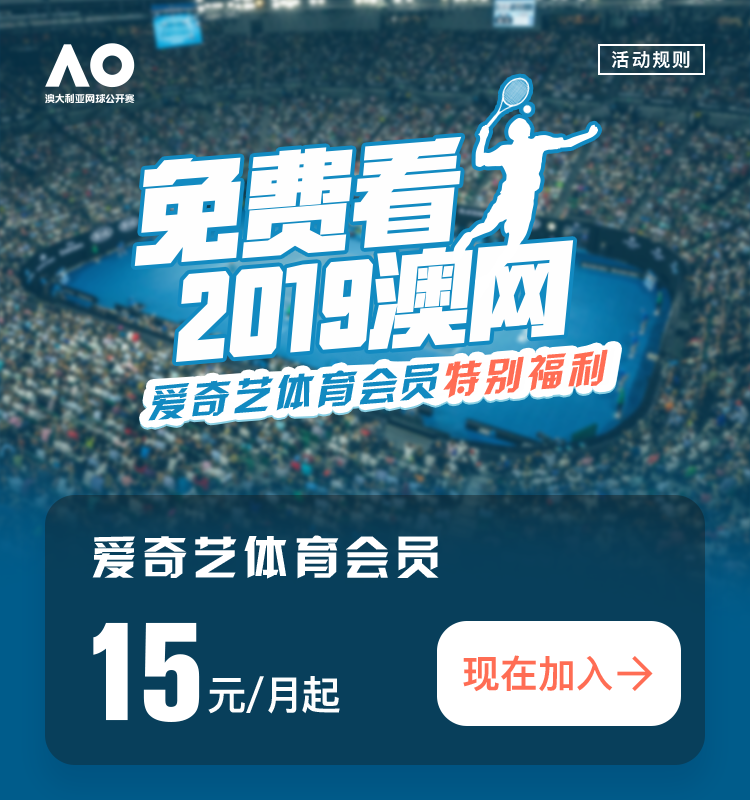 AO
澳大利亚网球公开赛
活动规则
免费看
2019澳网
爱奇艺体育会员特别福利
爱奇艺体育会员
15元/月起
现在加入→